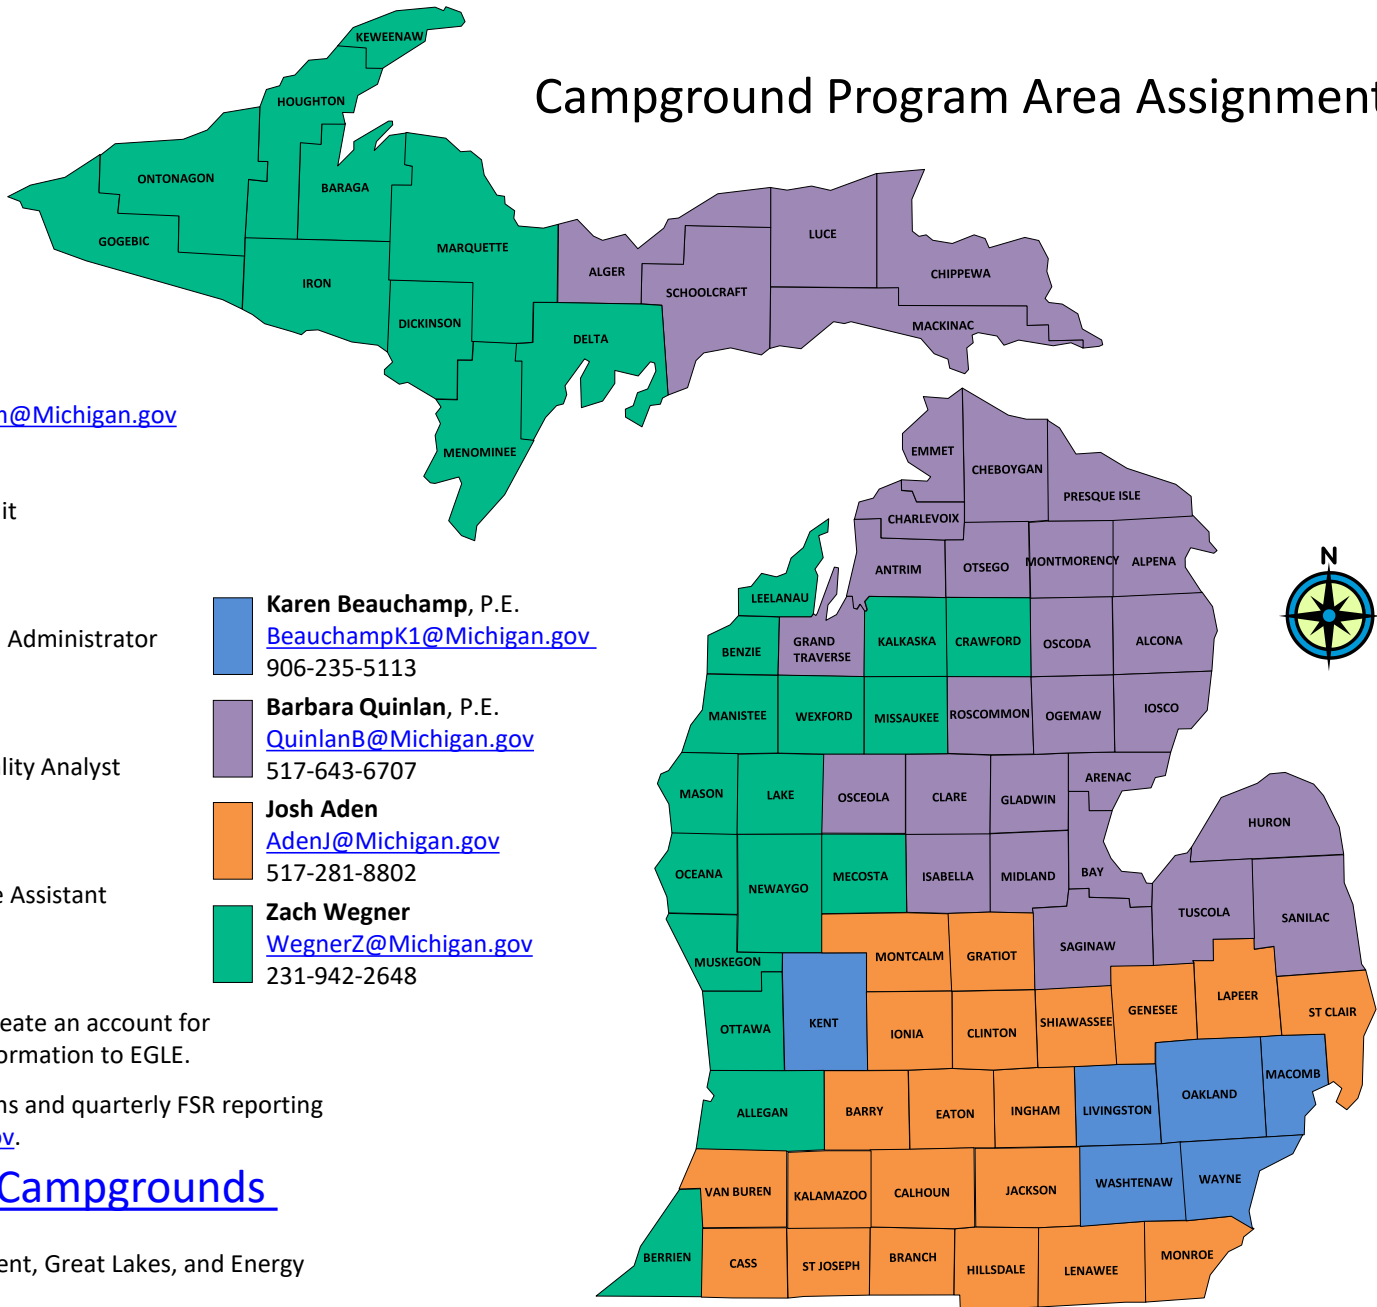 Campground Program Area Assignment
KEWEENAW
HOUGHTON
ONTONAGON
BARAGA
GOGEBIC
MARQUETTE
IRON
DICKINSON
MENOMINEE
DELTA
ALGER
SCHOOLCRAFT
LUCE
CHIPPEWA
MACKINAC
@Michigan.gov
it
Administrator
lity Analyst
e Assistant
Karen Beauchamp, P.E.
BeauchampK1@Michigan.gov
906-235-5113
Barbara Quinlan, P.E.
QuinlanB@Michigan.gov
517-643-6707
Josh Aden
AdenJ@Michigan.gov
517-281-8802
Zach Wegner
WegnerZ@Michigan.gov
231-942-2648
eate an account for
ormation to EGLE.
ns and quarterly FSR reporting
ov.
Campgrounds
ent, Great Lakes, and Energy
N
EMMET
CHEBOYGAN
PRESQUE ISLE
CHARLEVOIX
ANTRIM
OTSEGO
MONTMORENCY
ALPENA
LEELANAU
BENZIE
GRAND
TRAVERSE
KALKASKA
CRAWFORD
OSCODA
ALCONA
MANISTEE
WEXFORD
MISSAUKEE
ROSCOMMON
OGEMAW
IOSCO
MASON
LAKE
OSCEOLA
CLARE
GLADWIN
ARENAC
HURON
OCEANA
NEWAYGO
MECOSTA
ISABELLA
MIDLAND
BAY
TUSCOLA
SANILAC
MUSKEGON
MONTCALM
GRATIOT
SAGINAW
OTTAWA
KENT
IONIA
CLINTON
SHIAWASSEE
GENESEE
LAPEER
ST CLAIR
ALLEGAN
BARRY
EATON
INGHAM
LIVINGSTON
OAKLAND
MACOMB
VAN BUREN
KALAMAZOO
CALHOUN
JACKSON
WASHTENAW
WAYNE
BERRIEN
CASS
ST JOSEPH
BRANCH
HILLSDALE
LENAWEE
MONROE